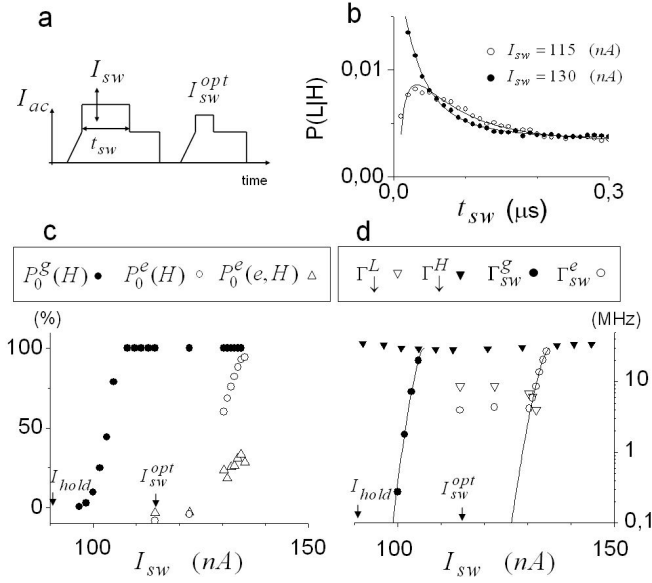 a
I_sw
I_sw^opt
I_ac
t_sw
time
b
P(L|H)
0,01
0,00
○ I_sw = 115 (nA)
● I_sw = 130 (nA)
0,0
0,3
t_sw (μs)
c
P_0^g(H) ● P_0^e(H) ○ P_0^e(e,H) △
(%)
100
50
0
I_hold
I_sw^opt
100
150
I_sw (nA)
d
Γ_↓^L ▽ Γ_↓^H ▼ Γ_sw^g ● Γ_sw^e ○
(MHz)
10
1
0,1
I_hold
I_sw^opt
100
150
I_sw (nA)